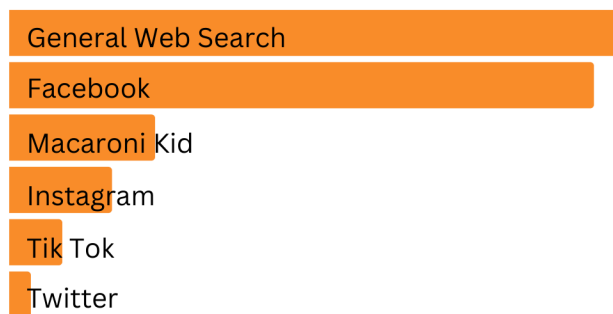 General Web Search
Facebook
Macaroni Kid
Instagram
Tik Tok
Twitter